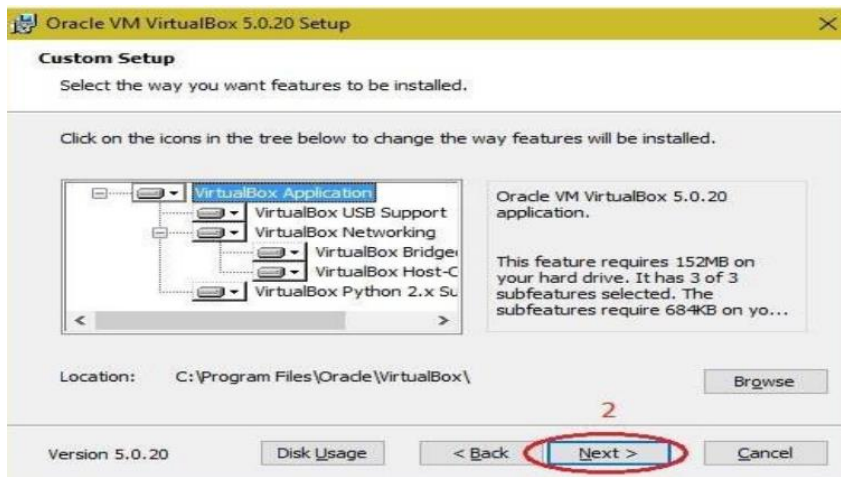 Oracle VM VirtualBox 5.0.20 Setup
Custom Setup
Select the way you want features to be installed.
Click on the icons in the tree below to change the way features will be installed.
VirtualBox Application
VirtualBox USB Support
VirtualBox Networking
VirtualBox Bridge
VirtualBox Host-C
VirtualBox Python 2.x Su
Oracle VM VirtualBox 5.0.20
application.
This feature requires 152MB on
your hard drive. It has 3 of 3
subfeatures selected. The
subfeatures require 684KB on yo...
Location: C:\Program Files\Oracle\VirtualBox\
Browse
2
Version 5.0.20
Disk Usage
< Back
Next >
Cancel